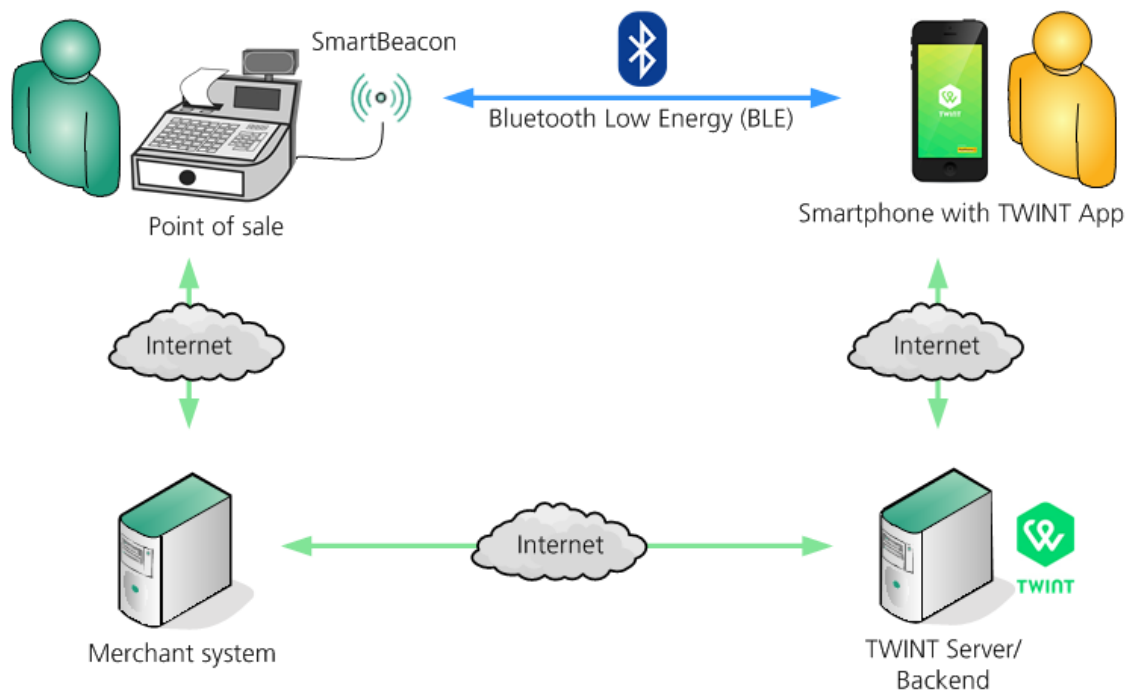 SmartBeacon
Bluetooth Low Energy (BLE)
TWINT
Point of sale
Smartphone with TWINT App
Internet
Internet
Internet
TWINT
Merchant system
TWINT Server/
Backend